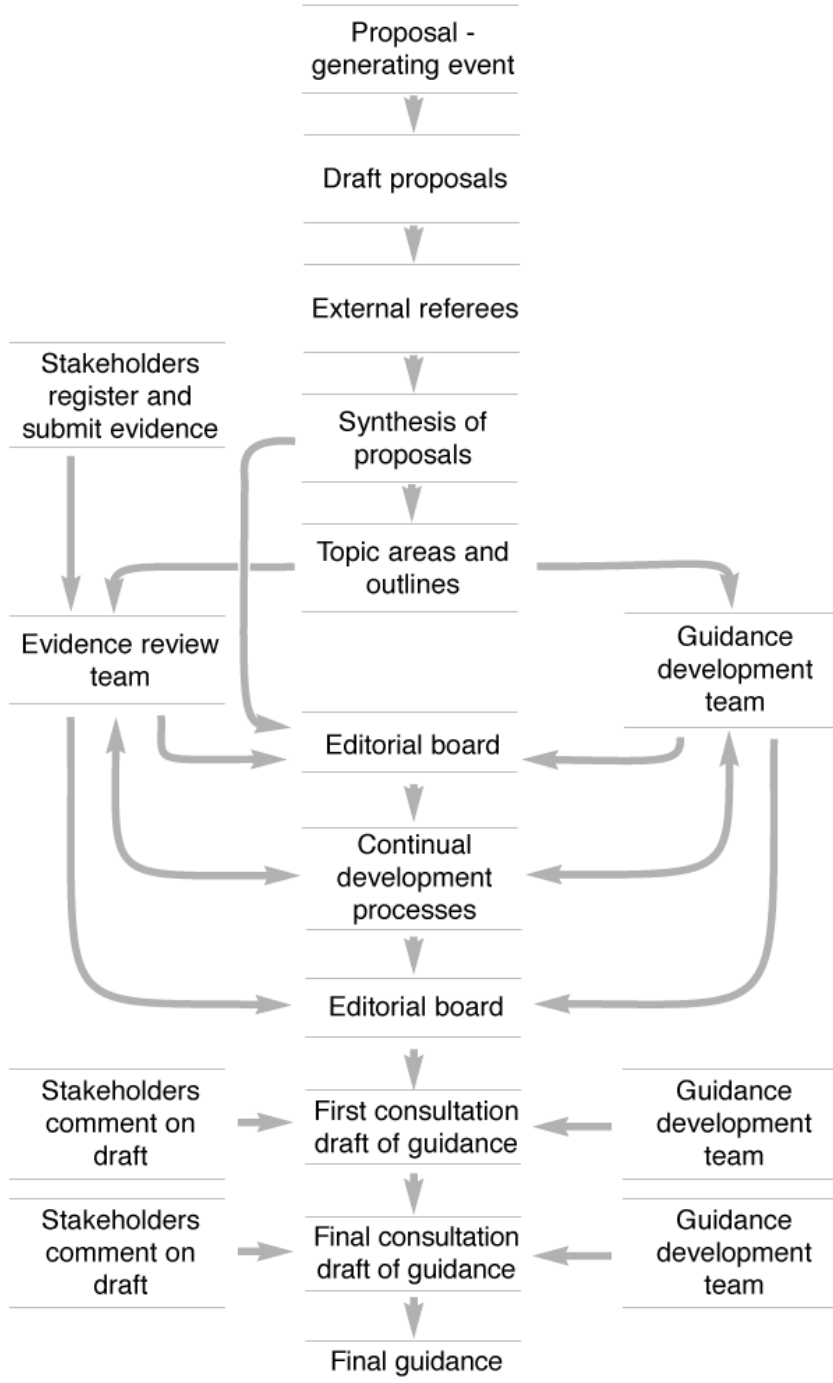 Proposal -
generating event
Draft proposals
External referees
Stakeholders
register and
submit evidence
Synthesis of
proposals
Topic areas and
outlines
Evidence review
team
Guidance
development
team
Editorial board
Continual
development
processes
Editorial board
Stakeholders
comment on
draft
First consultation
draft of guidance
Guidance
development
team
Stakeholders
comment on
draft
Final consultation
draft of guidance
Guidance
development
team
Final guidance